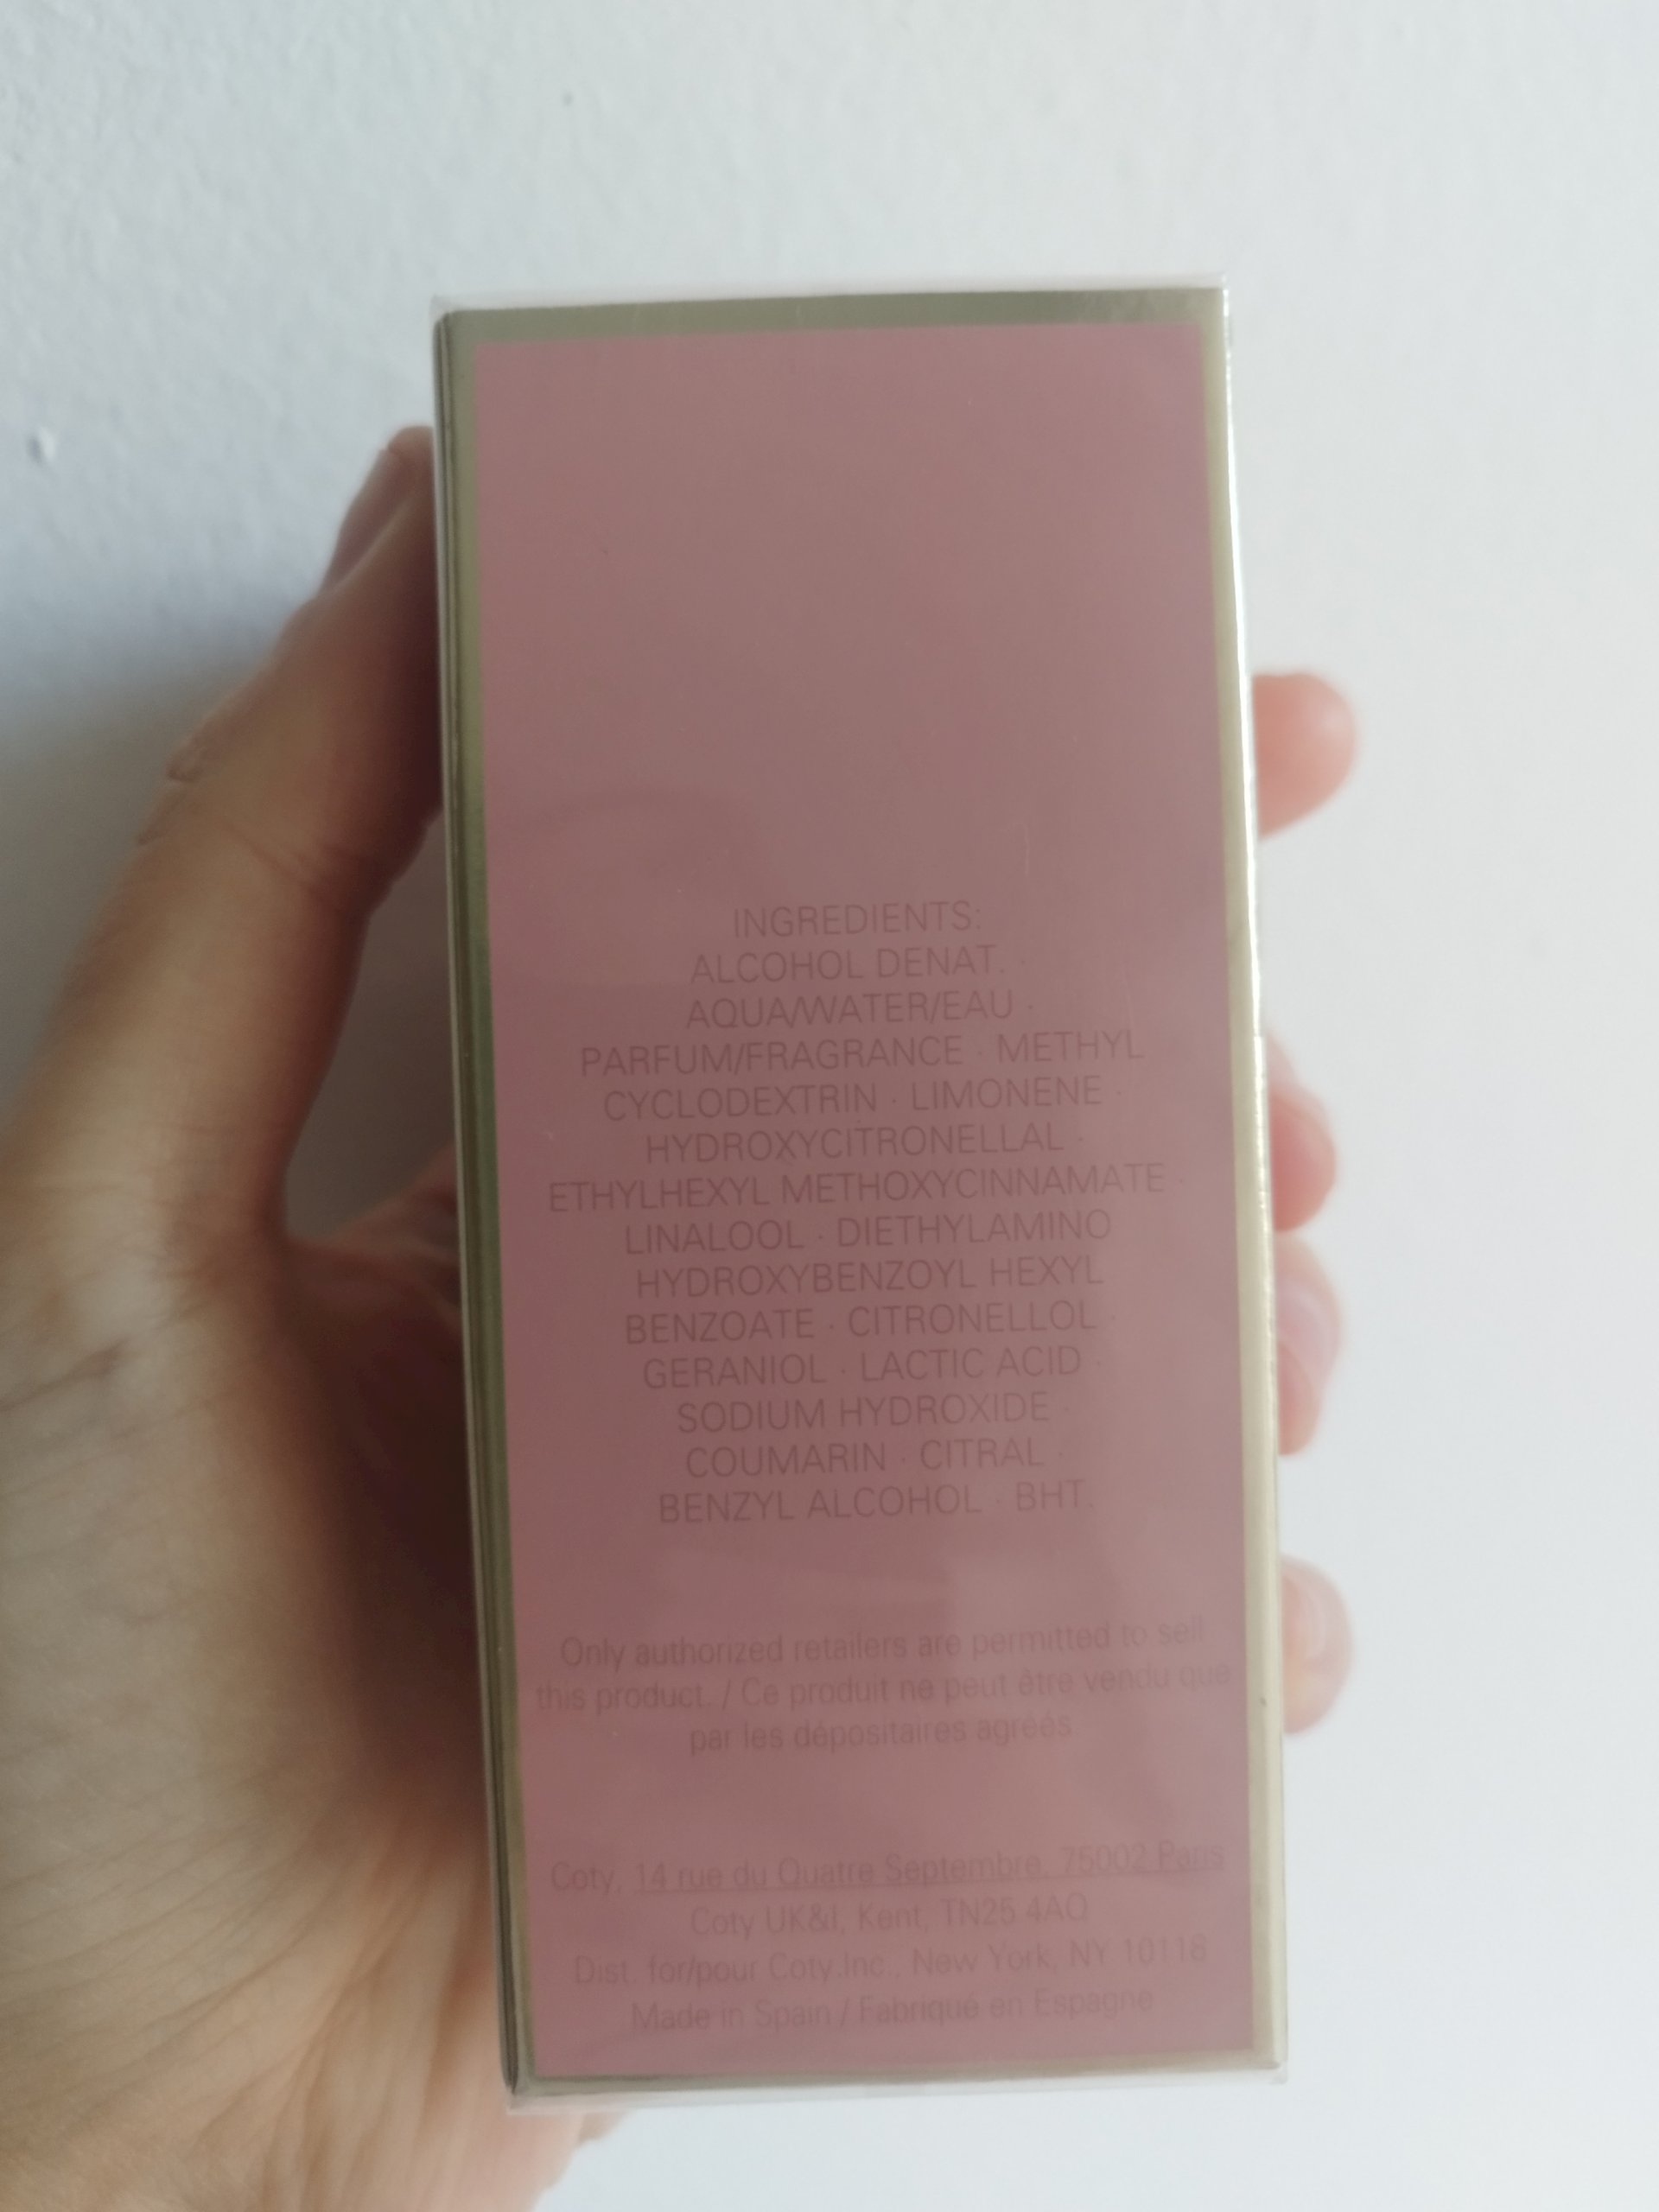 INGREDIENTS:
ALCOHOL DENAT. ·
AQUA/WATER/EAU ·
PARFUM/FRAGRANCE · METHYL
CYCLODEXTRIN · LIMONENE ·
HYDROXYCITRONELLAL ·
ETHYLHEXYL METHOXYCINNAMATE ·
LINALOOL · DIETHYLAMINO
HYDROXYBENZOYL HEXYL
BENZOATE · CITRONELLOL ·
GERANIOL · LACTIC ACID ·
SODIUM HYDROXIDE ·
COUMARIN · CITRAL ·
BENZYL ALCOHOL · BHT.
Only authorized retailers are permitted to sell
this product. / Ce produit ne peut être vendu que
par les dépositaires agréés
Coty, 14 rue du Quatre Septembre, 75002 Paris
Coty UK&I, Kent, TN25 4AQ
Dist. for/pour Coty Inc., New York, NY 10118
Made in Spain / Fabriqué en Espagne